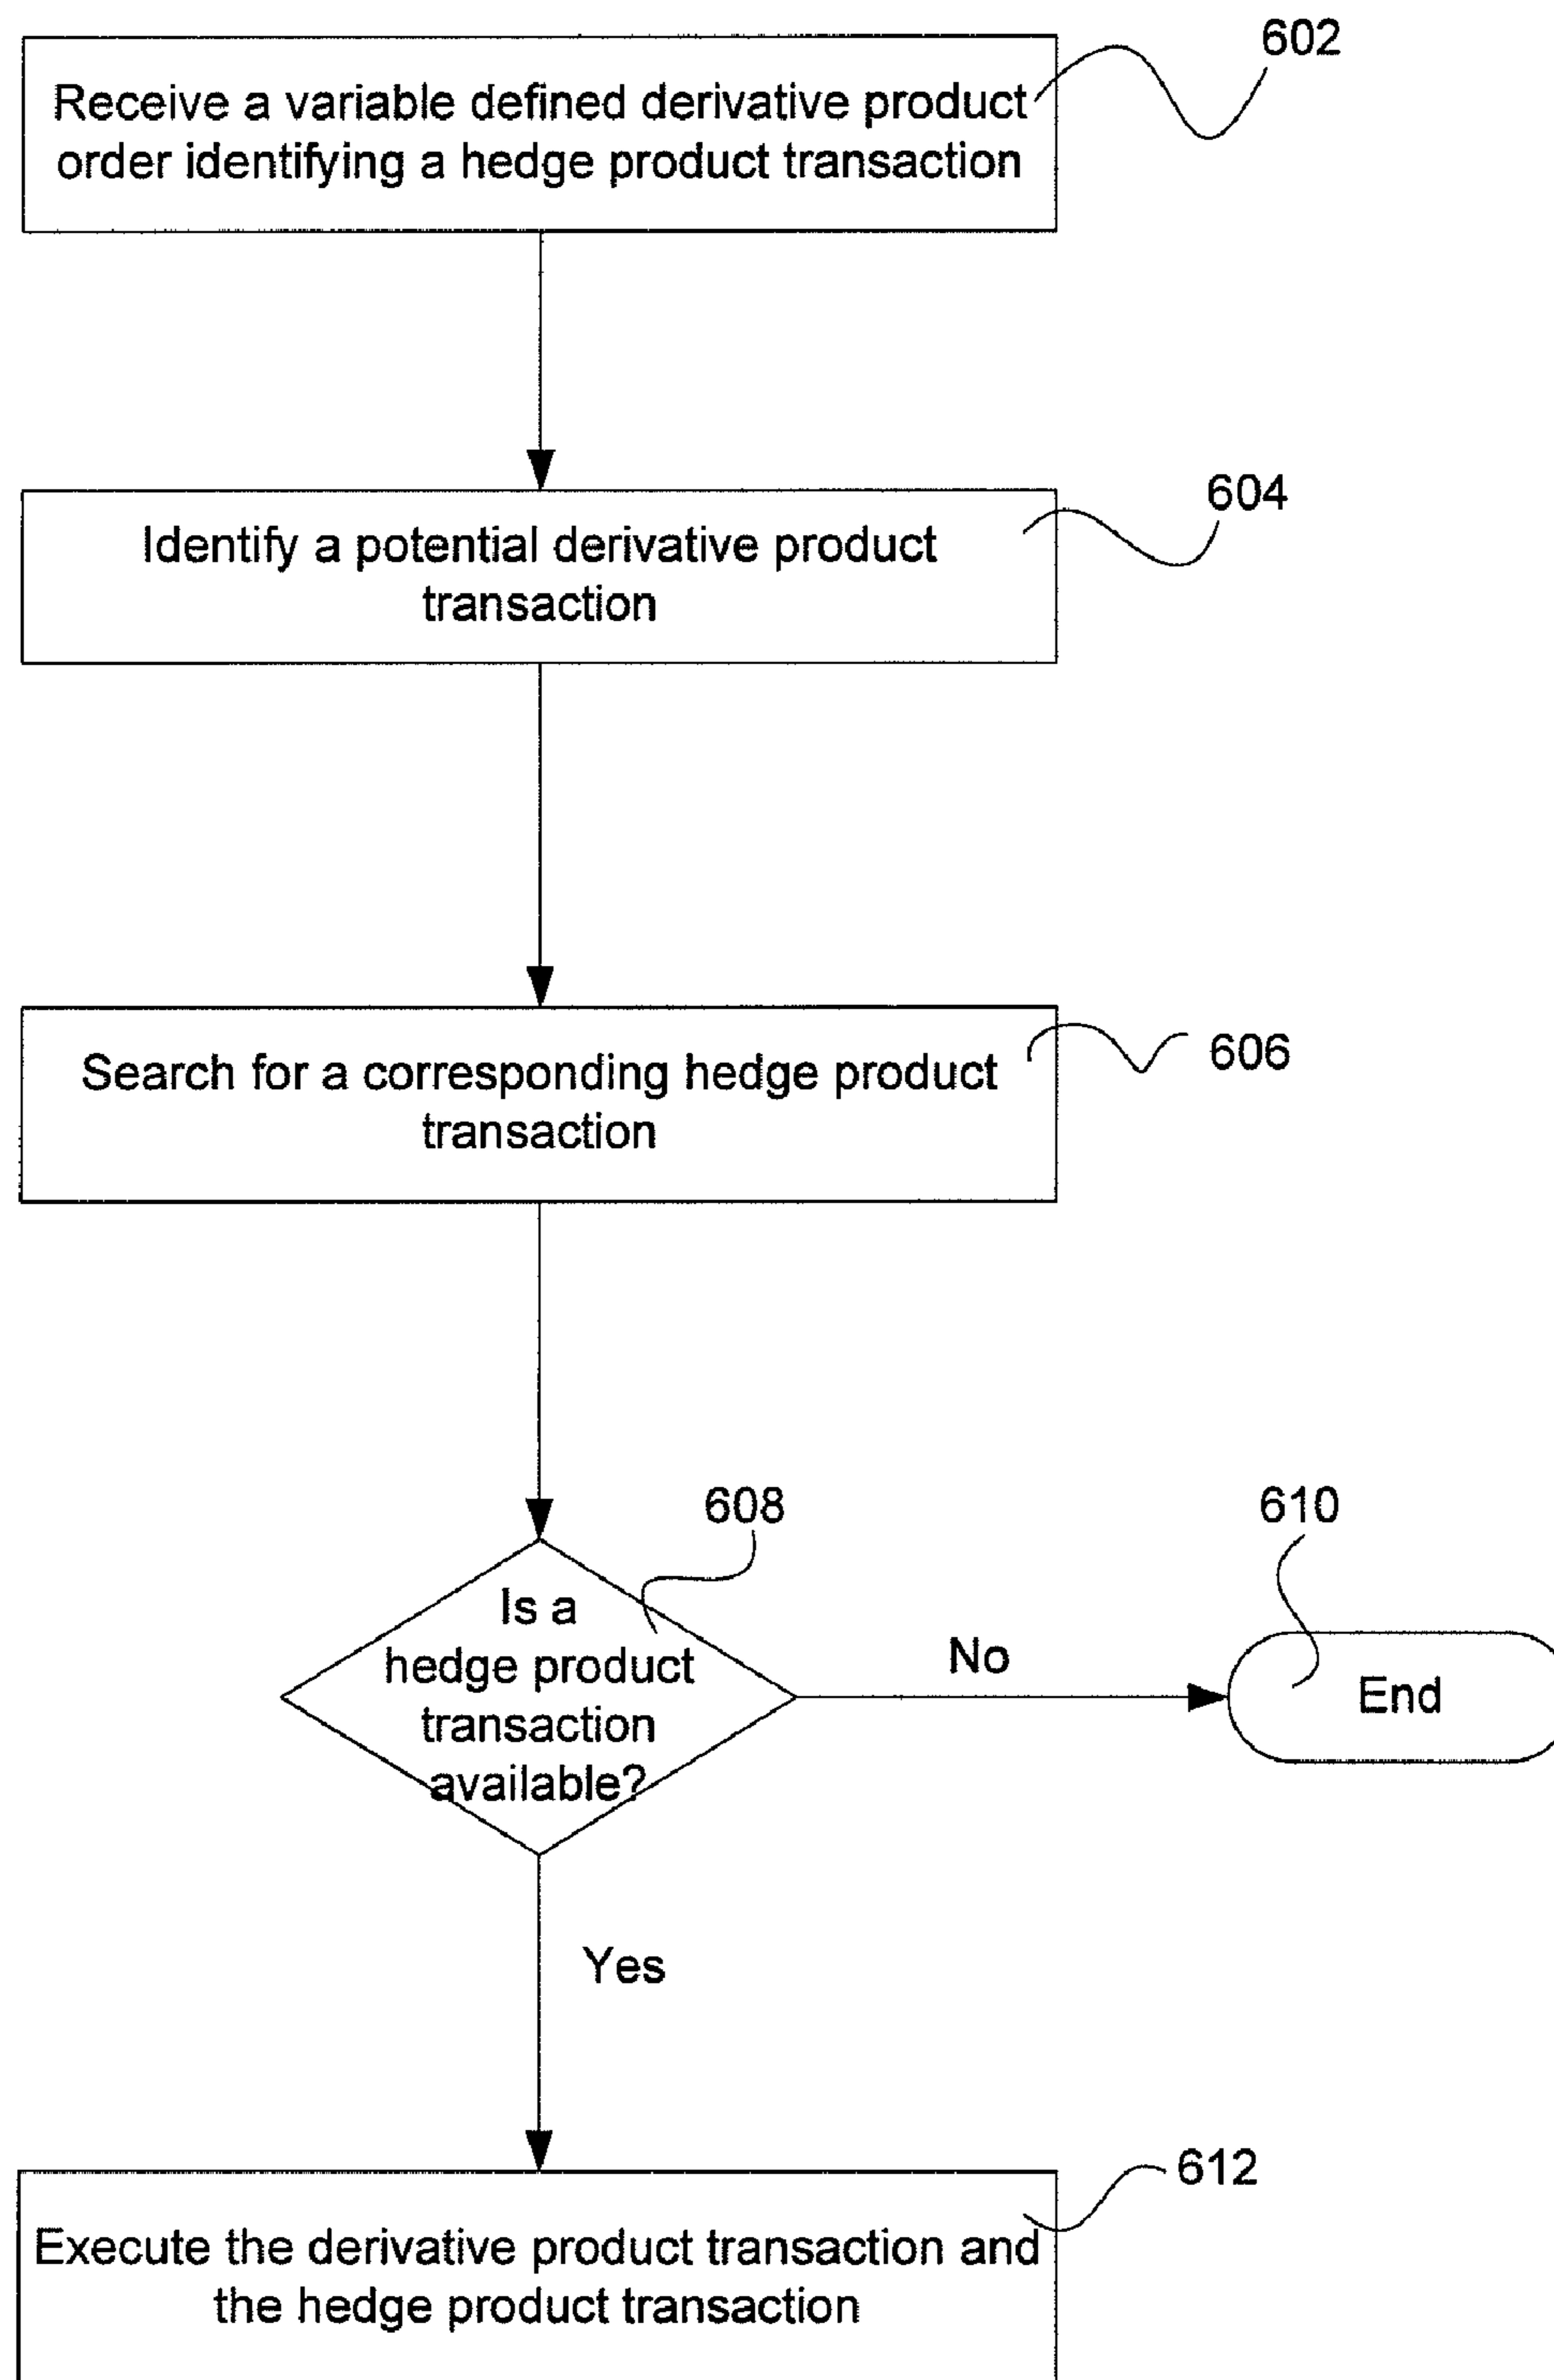 602
Receive a variable defined derivative product
order identifying a hedge product transaction
604
Identify a potential derivative product
transaction
606
Search for a corresponding hedge product
transaction
608
610
Is a
hedge product
transaction
available?
No
End
Yes
612
Execute the derivative product transaction and
the hedge product transaction